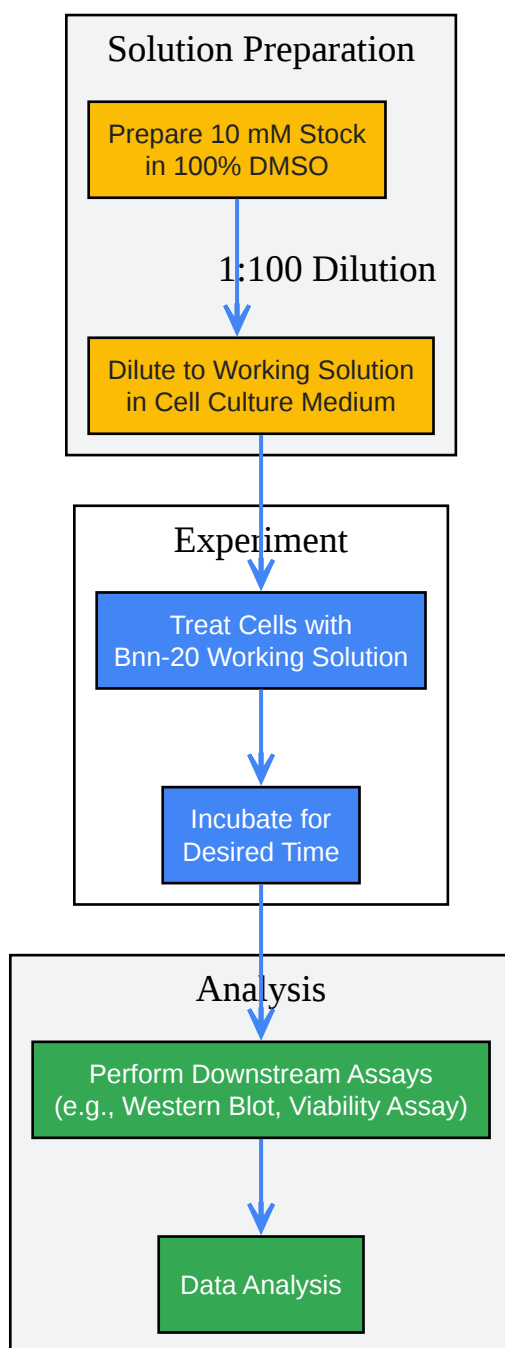 Solution Preparation
Prepare 10 mM Stock
in 100% DMSO
1:100 Dilution
Dilute to Working Solution
in Cell Culture Medium
Experiment
Treat Cells with
Bnn-20 Working Solution
Incubate for
Desired Time
Analysis
Perform Downstream Assays
(e.g., Western Blot, Viability Assay)
Data Analysis